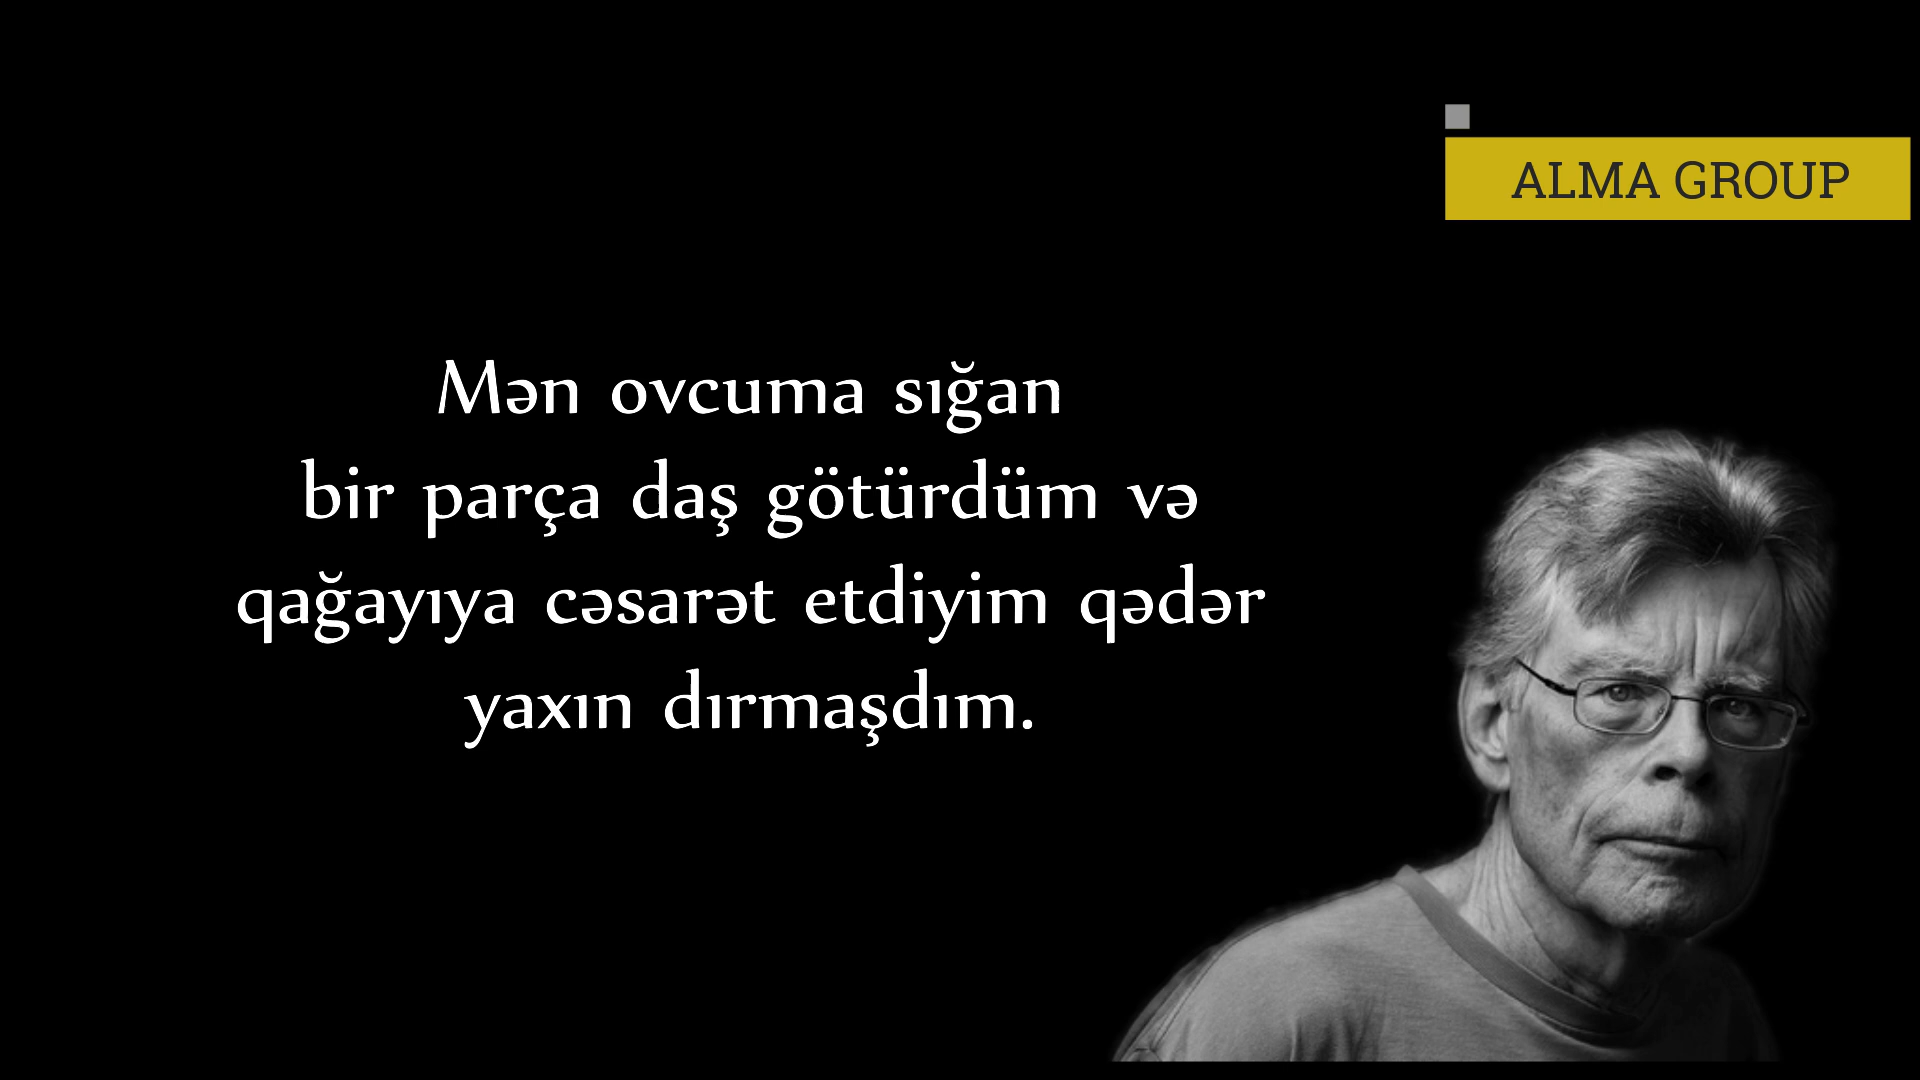 ALMA GROUP
Mən ovcuma sığan
bir parça daş götürdüm və
qağayıya cəsarət etdiyim qədər
yaxın dırmaşdım.